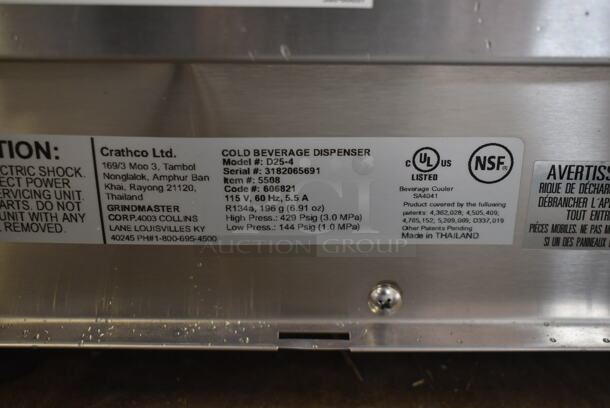 TION:
CTRIC SHOCK.
ECT POWER
RVICING UNIT.
PARTS. DO NOT
UNIT WITH ANY
REMOVED.
Crathco Ltd.
169/3 Moo 3, Tambol
Nonglalok, Amphur Ban
Khai, Rayong 21120,
Thailand
GRINDMASTER
CORP.4003 COLLINS
LANE LOUISVILLES KY
40245 PH#1-800-695-4500
COLD BEVERAGE DISPENSER
Model #: D25-4
Serial #: 3182065691
Item #: 5508
Code #: 606821
115 V, 60 Hz, 5.5 A
R134a, 196 g (6.91 oz)
High Press.: 429 Psig (3.0 MPa)
Low Press.: 144 Psig (1.0 MPa)
C UL US
LISTED
NSF
Beverage Cooler
SA4041
Product covered by the following
patents: 4,362,028; 4,505,409;
4,785,152; 5,209,069; D337,019
Other Patents Pending
Made in THAILAND
AVERTISS
RIQUE DE DÉCHAR
DÉBRANCHER L'AP
TOUT ENTR
PIÈCES MOBILES. NE PAS M
SI UN DES PANNEAUX
AUCTION GROUP